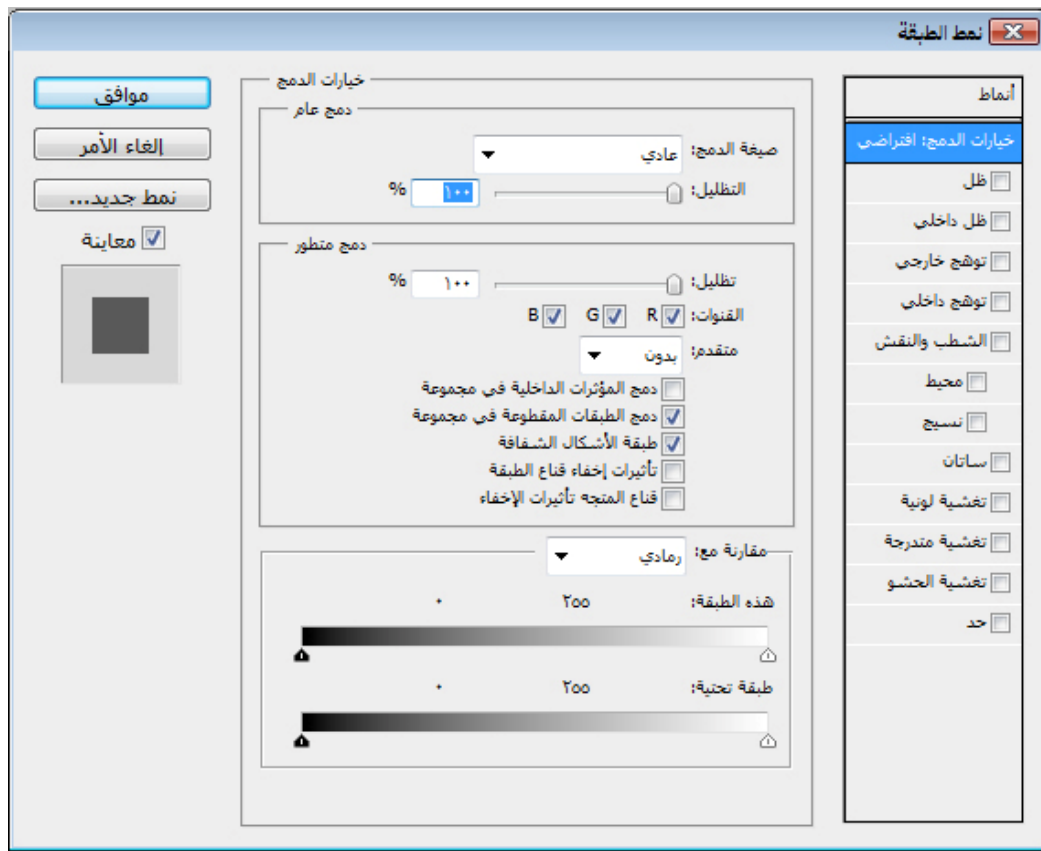 نمط الطبقة
أنماط
خيارات الدمج: افتراضي
ظل
ظل داخلي
توهج خارجي
توهج داخلي
الشطب والنقش
محيط
نسيج
ساتان
تغشية لونية
تغشية متدرجة
تغشية الحشو
حد
خيارات الدمج
دمج عام
صيغة الدمج: عادي
التظليل: ١٠٠ %
دمج متطور
تظليل: ١٠٠ %
القنوات: R G B
متقدم: بدون
دمج المؤثرات الداخلية في مجموعة
دمج الطبقات المقطوعة في مجموعة
طبقة الأشكال الشفافة
تأثيرات إخفاء قناع الطبقة
قناع المتجه تأثيرات الإخفاء
مقارنة مع: رمادي
هذه الطبقة: ٢٥٥ ٠
طبقة تحتية: ٢٥٥ ٠
موافق
إلغاء الأمر
نمط جديد...
معاينة